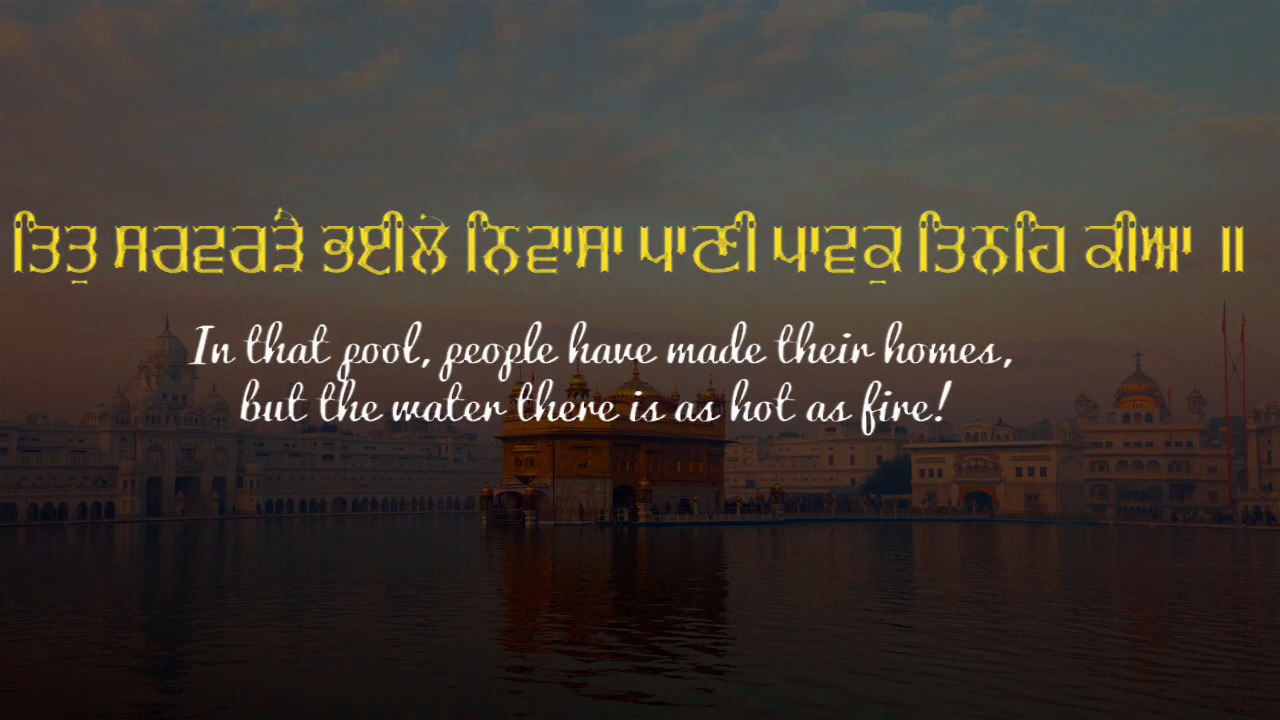 ਤਿਤੁ ਸਰਵਰੜੈ ਭਈਲੇ ਨਿਵਾਸਾ ਪਾਣੀ ਪਾਵਕੁ ਤਿਨਹਿ ਕੀਆ ॥
In that pool, people have made their homes,
but the water there is as hot as fire!